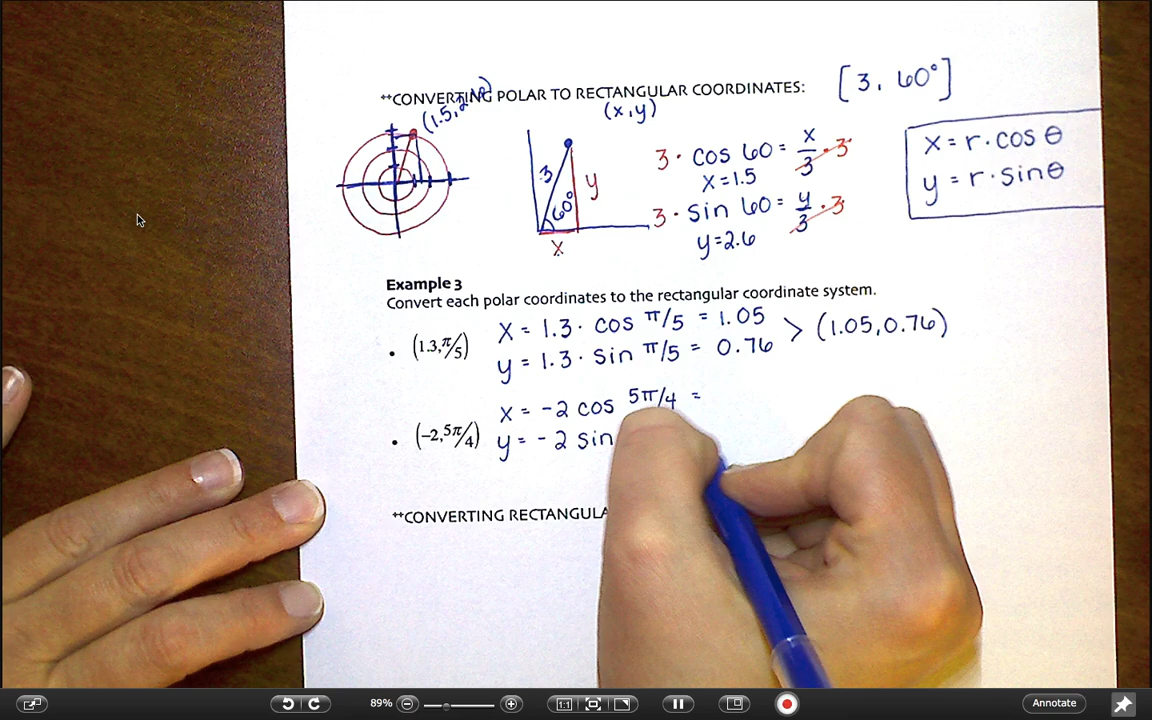 **CONVERTING POLAR TO RECTANGULAR COORDINATES:
[3, 60°]
(x,y)
3
60°
y
x
3 · cos 60 = x/3 · 3
x = 1.5
3 · sin 60 = y/3 · 3
y = 2.6
x = r · cos θ
y = r · sin θ
Example 3
Convert each polar coordinates to the rectangular coordinate system.
• (1.3,π/5)
x = 1.3 · cos π/5 = 1.05
y = 1.3 · sin π/5 = 0.76
> (1.05,0.76)
• (−2,5π/4)
x = -2 cos 5π/4 =
y = -2 sin
**CONVERTING RECTANGULA
89%
1:1
Annotate